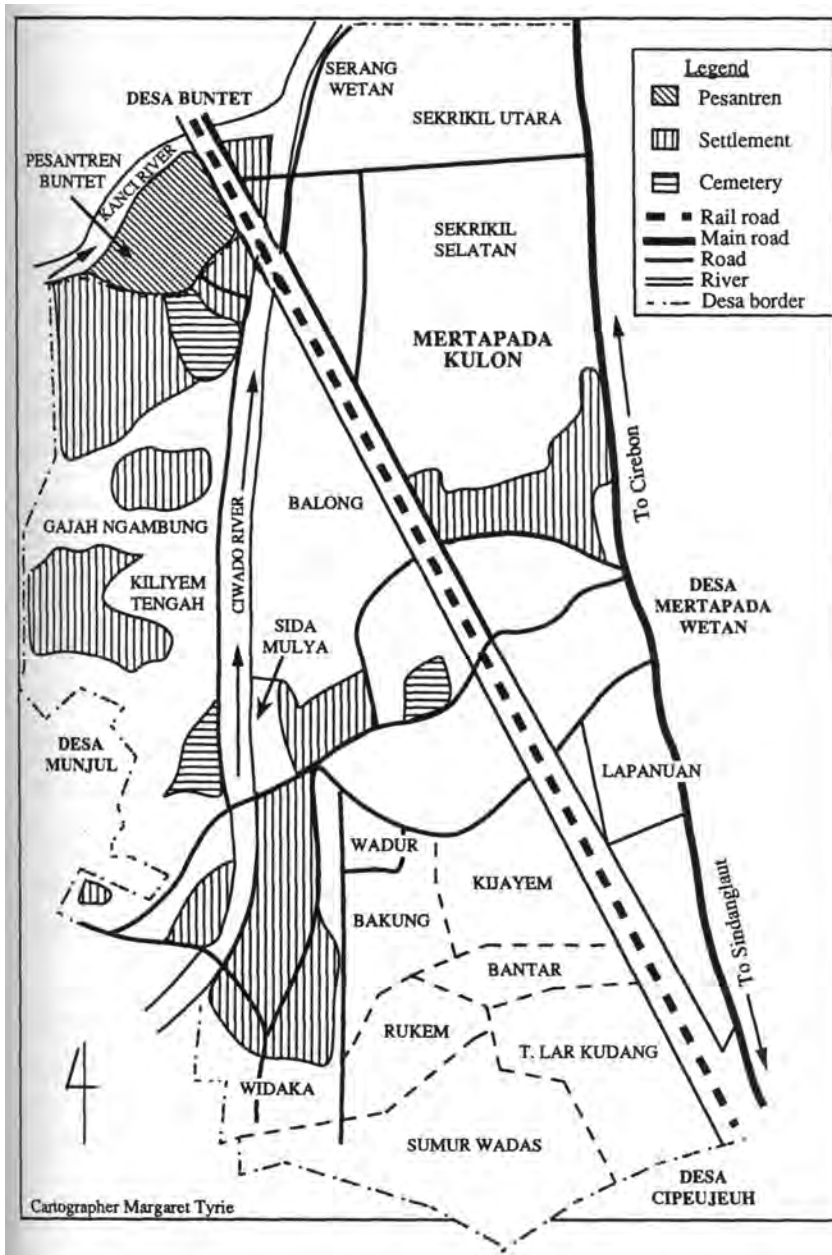 SERANG
WETAN
DESA BUNTET
SEKRIKIL UTARA
Legend
Pesantren
Settlement
Cemetery
Rail road
Main road
Road
River
Desa border
PESANTREN
BUNTET
KANCI RIVER
SEKRIKIL
SELATAN
MERTAPADA
KULON
To Cirebon
BALONG
GAJAH NGAMBUNG
CIWADO RIVER
KILIYEM
TENGAH
DESA
MERTAPADA
WETAN
SIDA
MULYA
DESA
MUNJUL
LAPANUAN
WADUR
KIJAYEM
BAKUNG
To Sindanglaut
BANTAR
RUKEM
T. LAR KUDANG
WIDAKA
SUMUR WADAS
DESA
CIPEUJEUH
Cartographer Margaret Tyrie